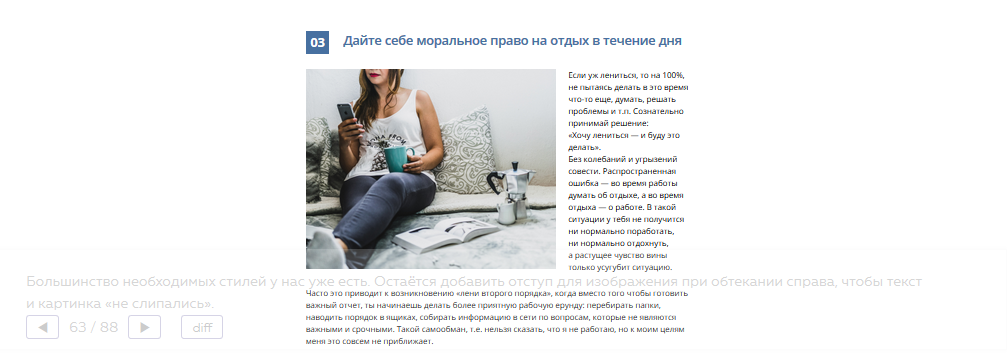 03 Дайте себе моральное право на отдых в течение дня
Если уж лениться, то на 100%,
не пытаясь делать в это время
что-то еще, думать, решать
проблемы и т.п. Сознательно
принимай решение:
«Хочу лениться — и буду это
делать».
Без колебаний и угрызений
совести. Распространенная
ошибка — во время работы
думать об отдыхе, а во время
отдыха — о работе. В такой
ситуации у тебя не получится
ни нормально поработать,
ни нормально отдохнуть,
а растущее чувство вины
только усугубит ситуацию.
Большинство необходимых стилей у нас уже есть. Остаётся добавить отступ для изображения при обтекании справа, чтобы текст
и картинка «не слипались».
Часто это приводит к возникновению «лени второго порядка», когда вместо того чтобы готовить
важный отчет, ты начинаешь делать более приятную рабочую ерунду: перебирать папки,
наводить порядок в ящиках, собирать информацию в сети по вопросам, которые не являются
важными и срочными. Такой самообман, т.е. нельзя сказать, что я не работаю, но к моим целям
меня это совсем не приближает.
63 / 88 diff